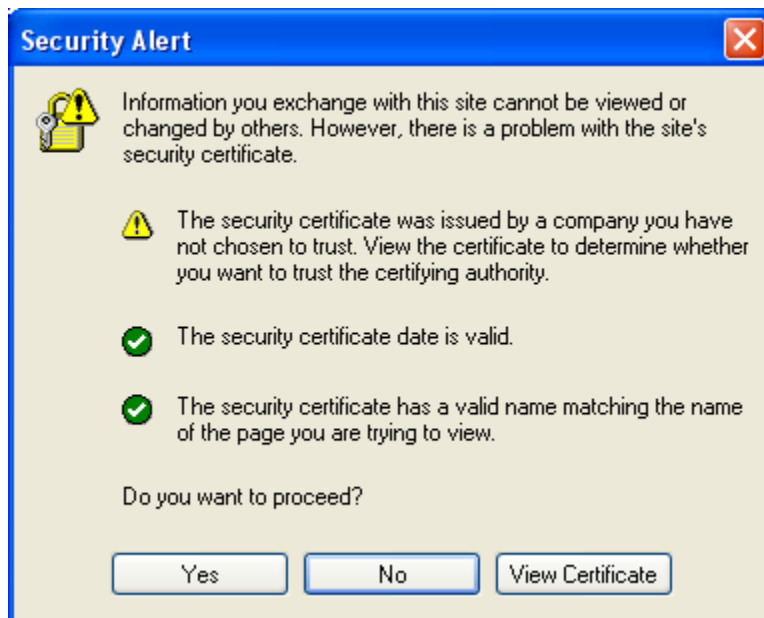 Security Alert
Information you exchange with this site cannot be viewed or
changed by others. However, there is a problem with the site's
security certificate.
The security certificate was issued by a company you have
not chosen to trust. View the certificate to determine whether
you want to trust the certifying authority.
The security certificate date is valid.
The security certificate has a valid name matching the name
of the page you are trying to view.
Do you want to proceed?
Yes
No
View Certificate